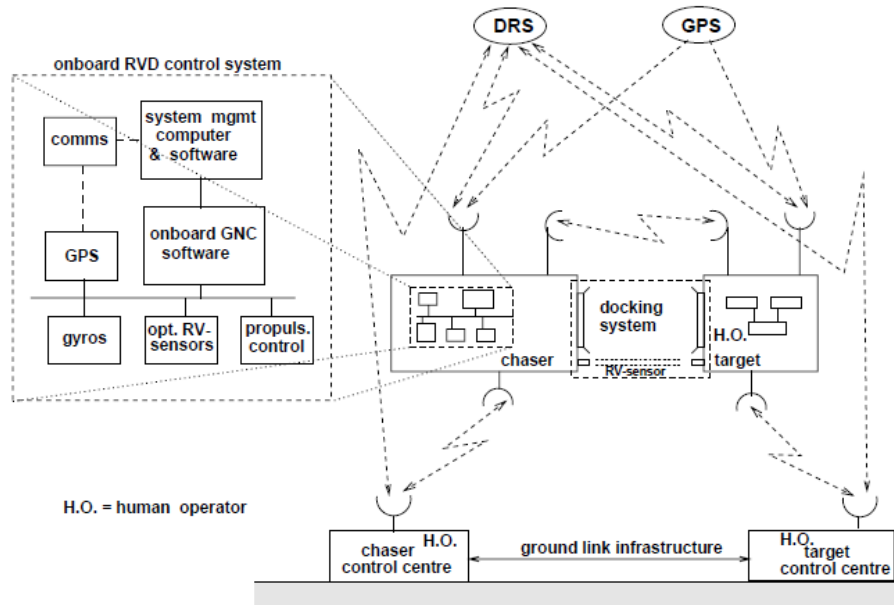 DRS
GPS
onboard RVD control system
comms
system mgmt
computer
& software
GPS
onboard GNC
software
gyros
opt. RV-
sensors
propuls.
control
docking
system
H.O.
chaser
RV-sensor
target
H.O. = human operator
H.O.
chaser
control centre
ground link infrastructure
H.O.
target
control centre